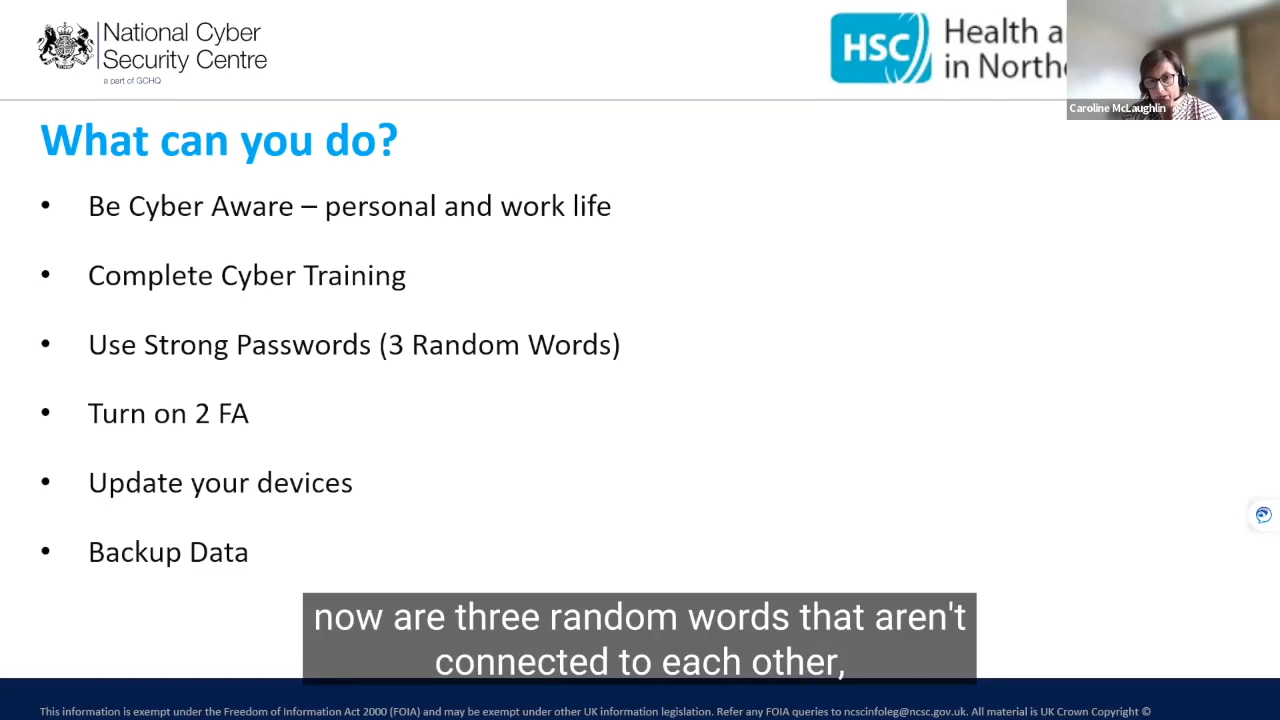 National Cyber
Security Centre
a part of GCHQ
HSC
Health a
in North
Caroline McLaughlin
What can you do?
• Be Cyber Aware – personal and work life
• Complete Cyber Training
• Use Strong Passwords (3 Random Words)
• Turn on 2 FA
• Update your devices
• Backup Data
now are three random words that aren't
connected to each other,
This information is exempt under the Freedom of Information Act 2000 (FOIA) and may be exempt under other UK information legislation. Refer any FOIA queries to ncscinfoleg@ncsc.gov.uk. All material is UK Crown Copyright ©